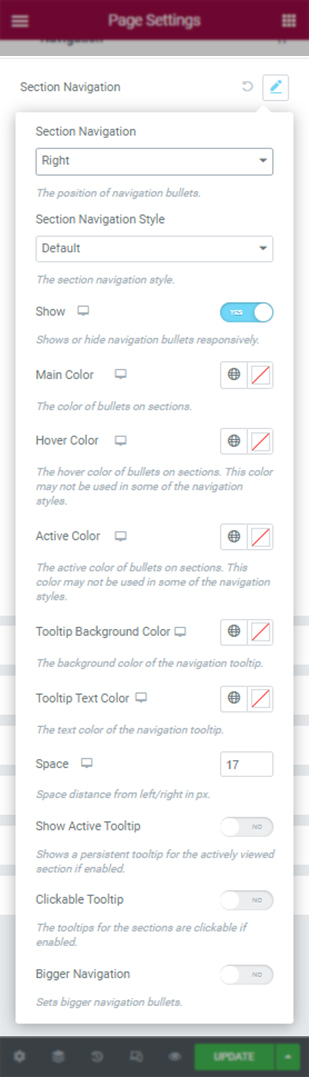 Page Settings
Navigation
Section Navigation
Section Navigation
Right
The position of navigation bullets.
Section Navigation Style
Default
The section navigation style.
Show
YES
Shows or hide navigation bullets responsively.
Main Color
The color of bullets on sections.
Hover Color
The hover color of bullets on sections. This color
may not be used in some of the navigation
styles.
Active Color
The active color of bullets on sections. This
color may not be used in some of the navigation
styles.
Tooltip Background Color
The background color of the navigation tooltip.
Tooltip Text Color
The text color of the navigation tooltip.
Space
17
Space distance from left/right in px.
Show Active Tooltip
NO
Shows a persistent tooltip for the actively viewed
section if enabled.
Clickable Tooltip
NO
The tooltips for the sections are clickable if
enabled.
Bigger Navigation
NO
Sets bigger navigation bullets.
UPDATE